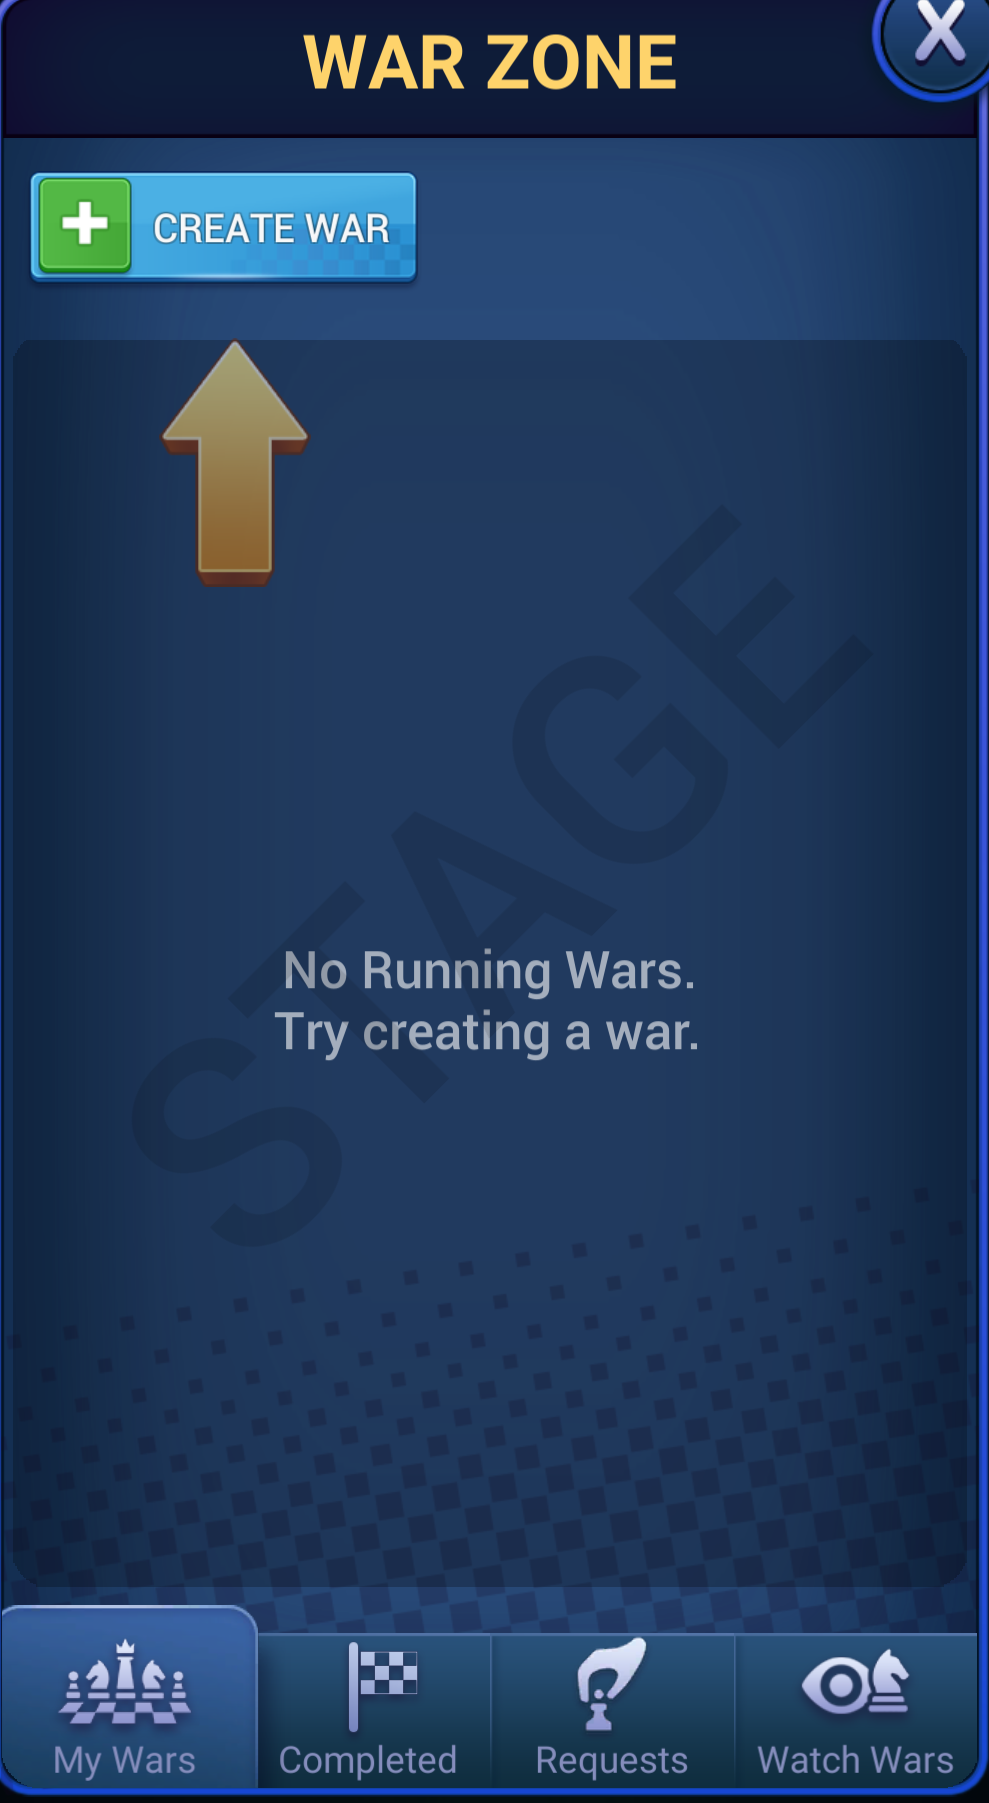 WAR ZONE
X
CREATE WAR
STAGE
No Running Wars.
Try creating a war.
My Wars
Completed
Requests
Watch Wars